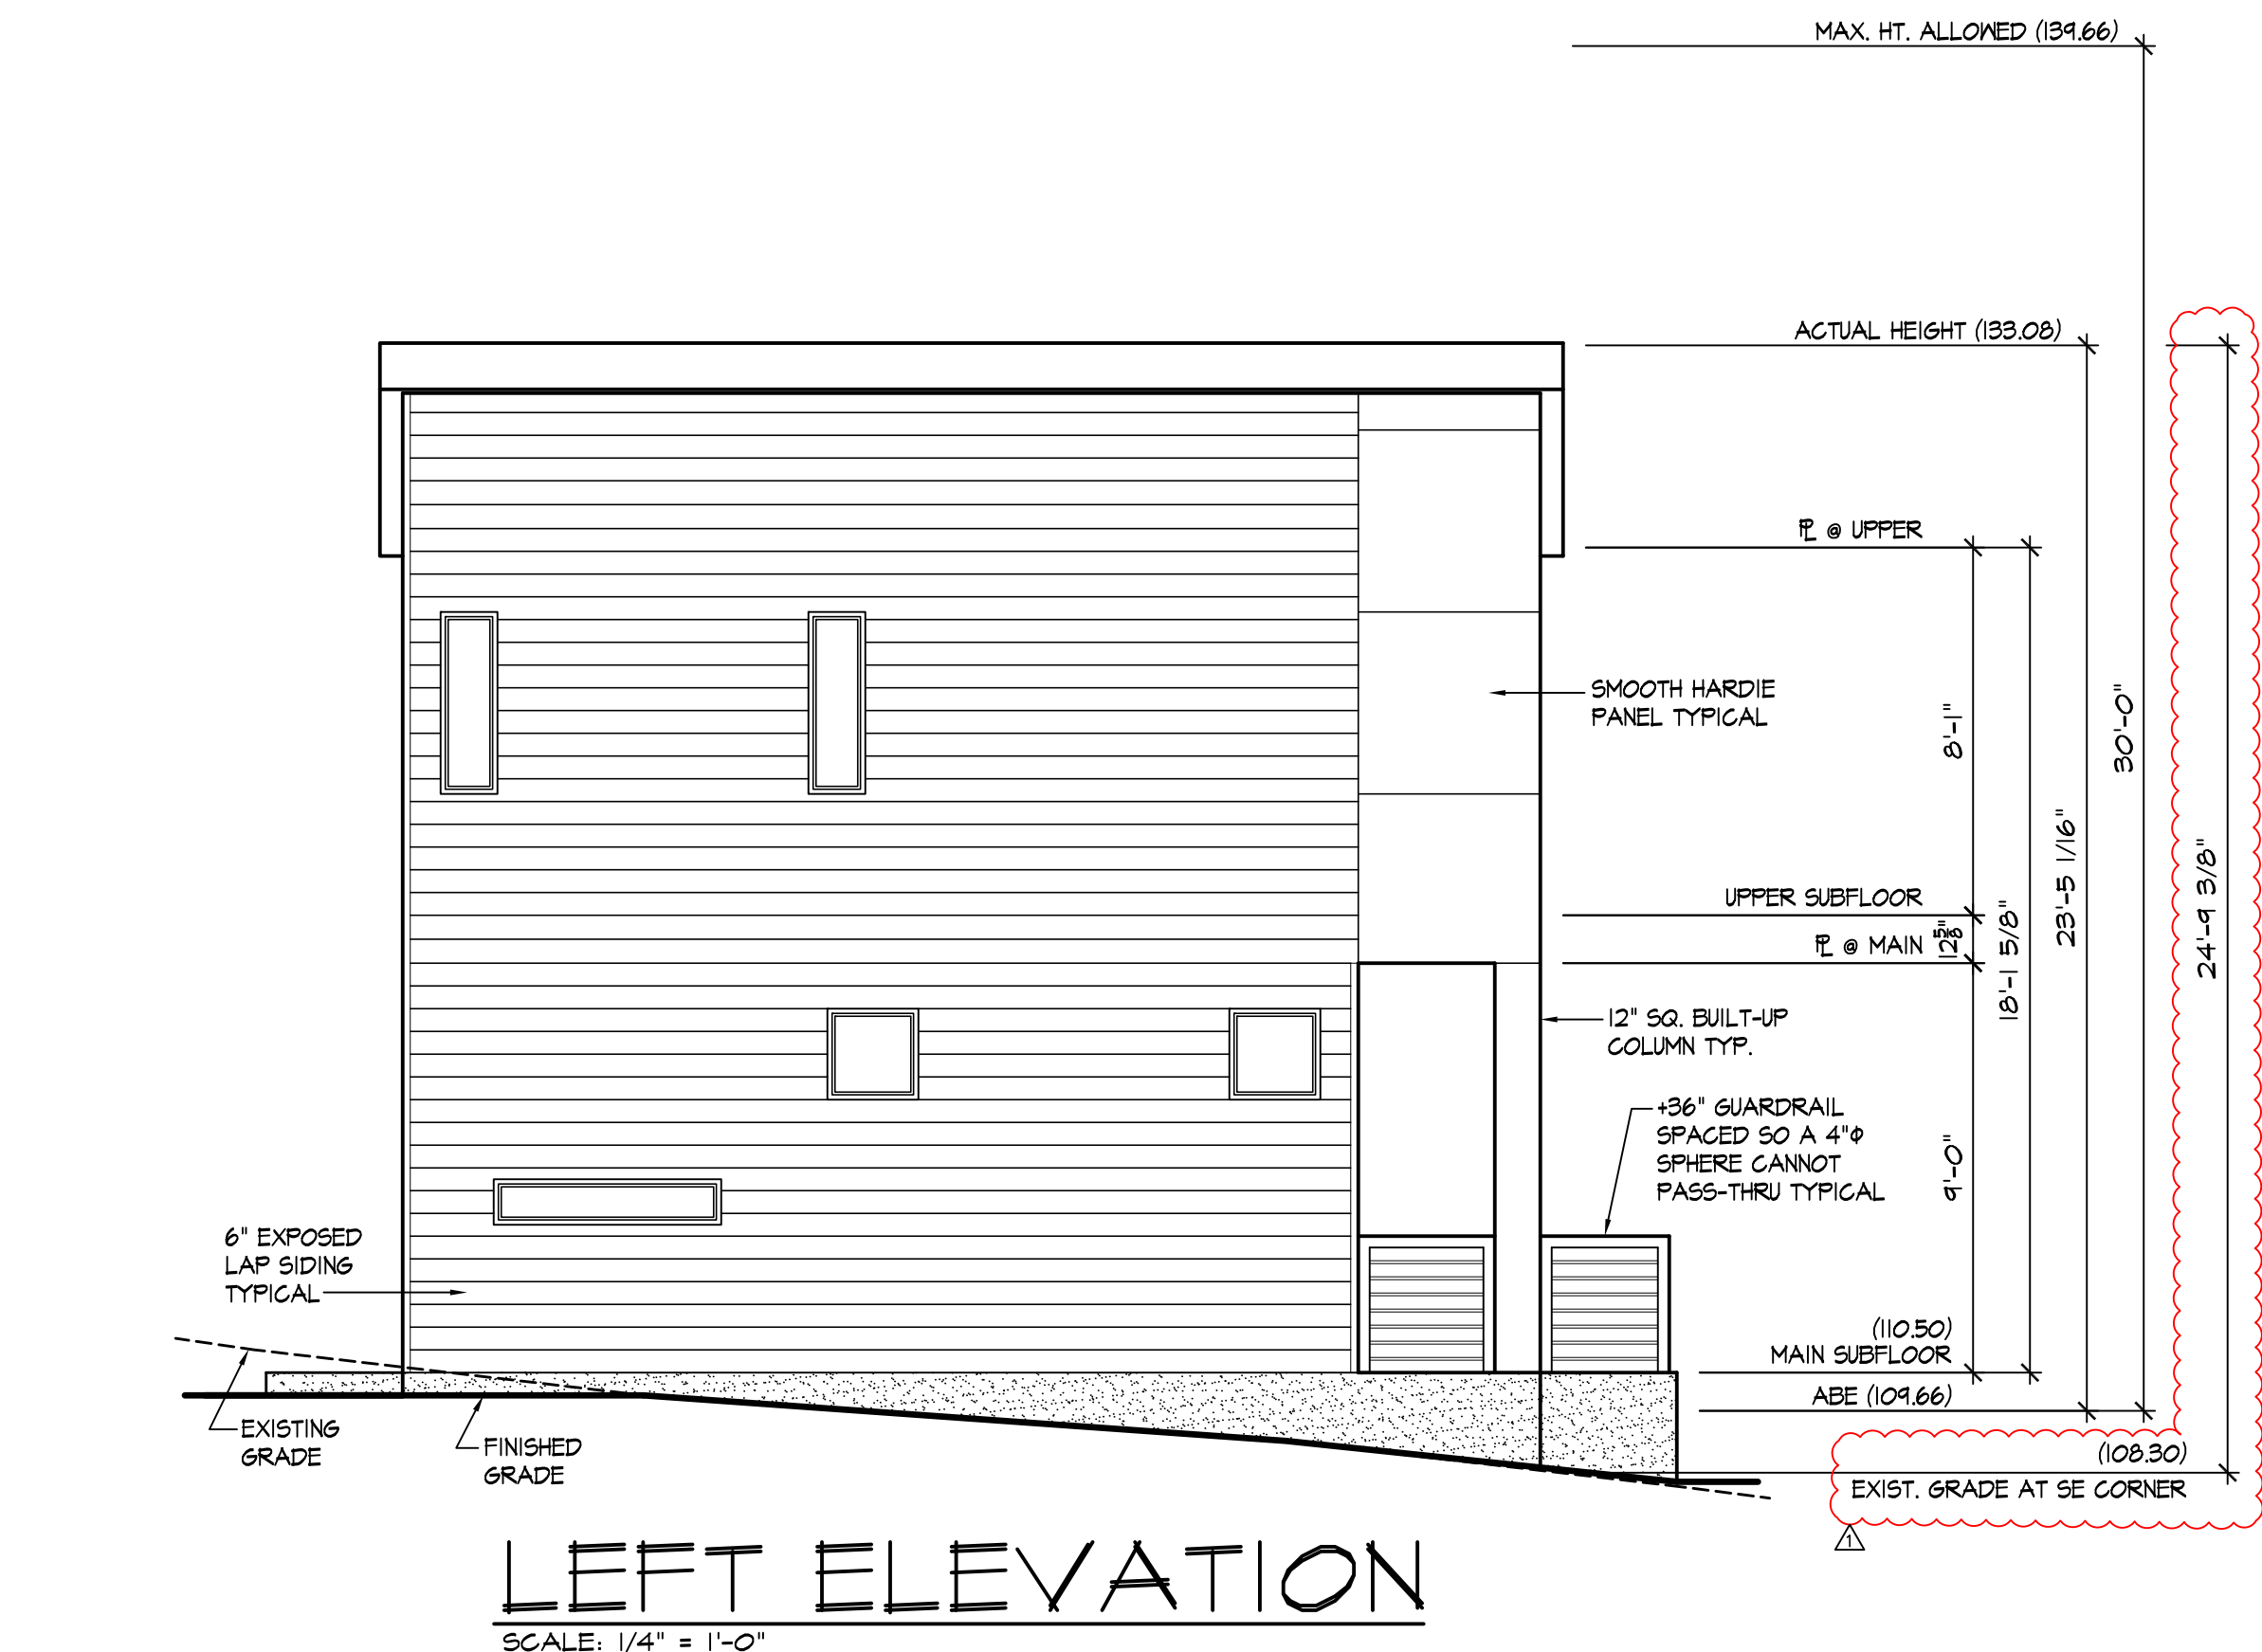 MAX. HT. ALLOWED (139.66)
ACTUAL HEIGHT (133.08)
℄ @ UPPER
SMOOTH HARDIE
PANEL TYPICAL
8'-1"
30'-0"
UPPER SUBFLOOR
℄ @ MAIN
12 5/8"
18'-1 5/8"
23'-5 1/16"
24'-9 3/8"
12" SQ. BUILT-UP
COLUMN TYP.
+36" GUARDRAIL
SPACED SO A 4"Φ
SPHERE CANNOT
PASS-THRU TYPICAL
9'-0"
6" EXPOSED
LAP SIDING
TYPICAL
(110.50)
MAIN SUBFLOOR
ABE (109.66)
EXISTING
GRADE
FINISHED
GRADE
(108.30)
EXIST. GRADE AT SE CORNER
1
LEFT ELEVATION
SCALE: 1/4" = 1'-0"